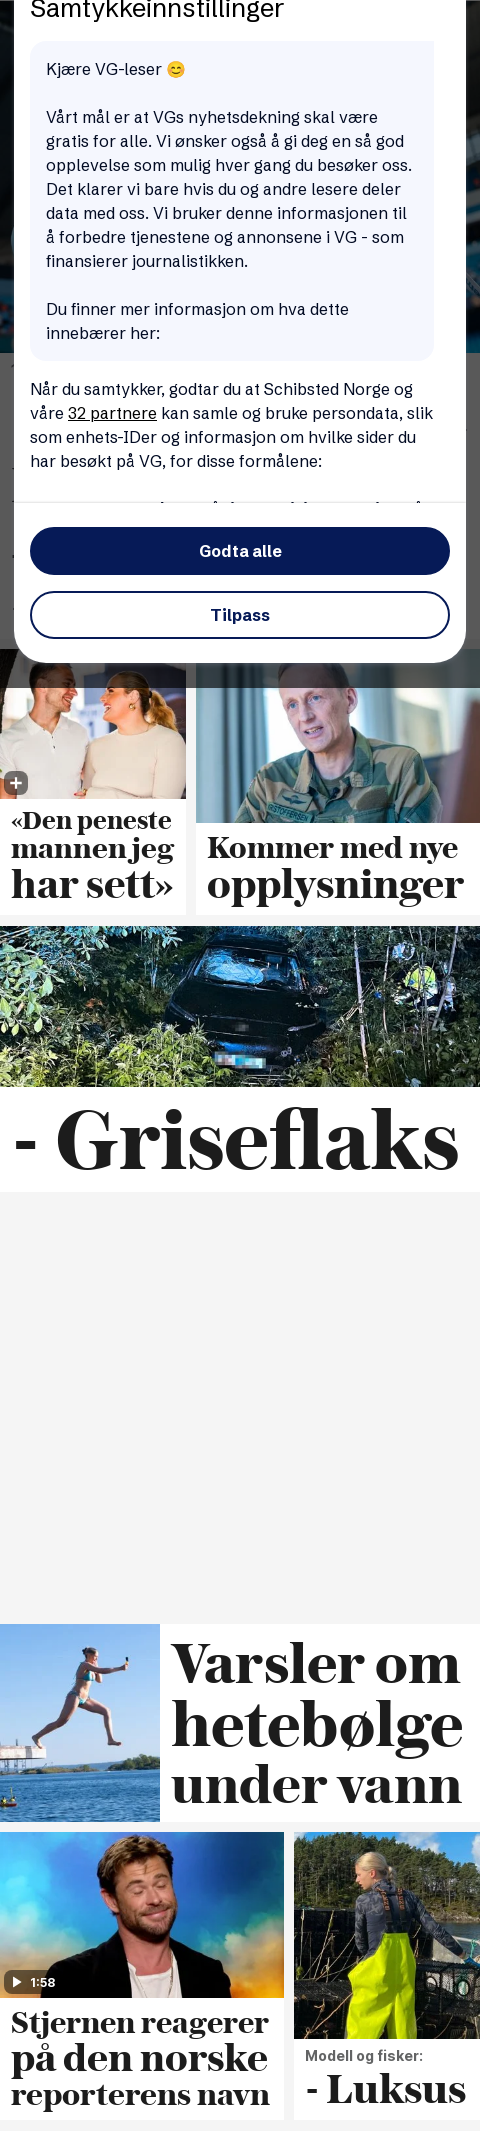 Samtykkeinnstillinger
Kjære VG-leser 😊
Vårt mål er at VGs nyhetsdekning skal være
gratis for alle. Vi ønsker også å gi deg en så god
opplevelse som mulig hver gang du besøker oss.
Det klarer vi bare hvis du og andre lesere deler
data med oss. Vi bruker denne informasjonen til
å forbedre tjenestene og annonsene i VG - som
finansierer journalistikken.
Du finner mer informasjon om hva dette
innebærer her:
Når du samtykker, godtar du at Schibsted Norge og
våre 32 partnere kan samle og bruke persondata, slik
som enhets-IDer og informasjon om hvilke sider du
har besøkt på VG, for disse formålene:
Godta alle
Tilpass
«Den peneste
mannen jeg
har sett»
Kommer med nye
opplysninger
- Griseflaks
Varsler om
hetebølge
under vann
1:58
Stjernen reagerer
på den norske
reporterens navn
Modell og fisker:
- Luksus